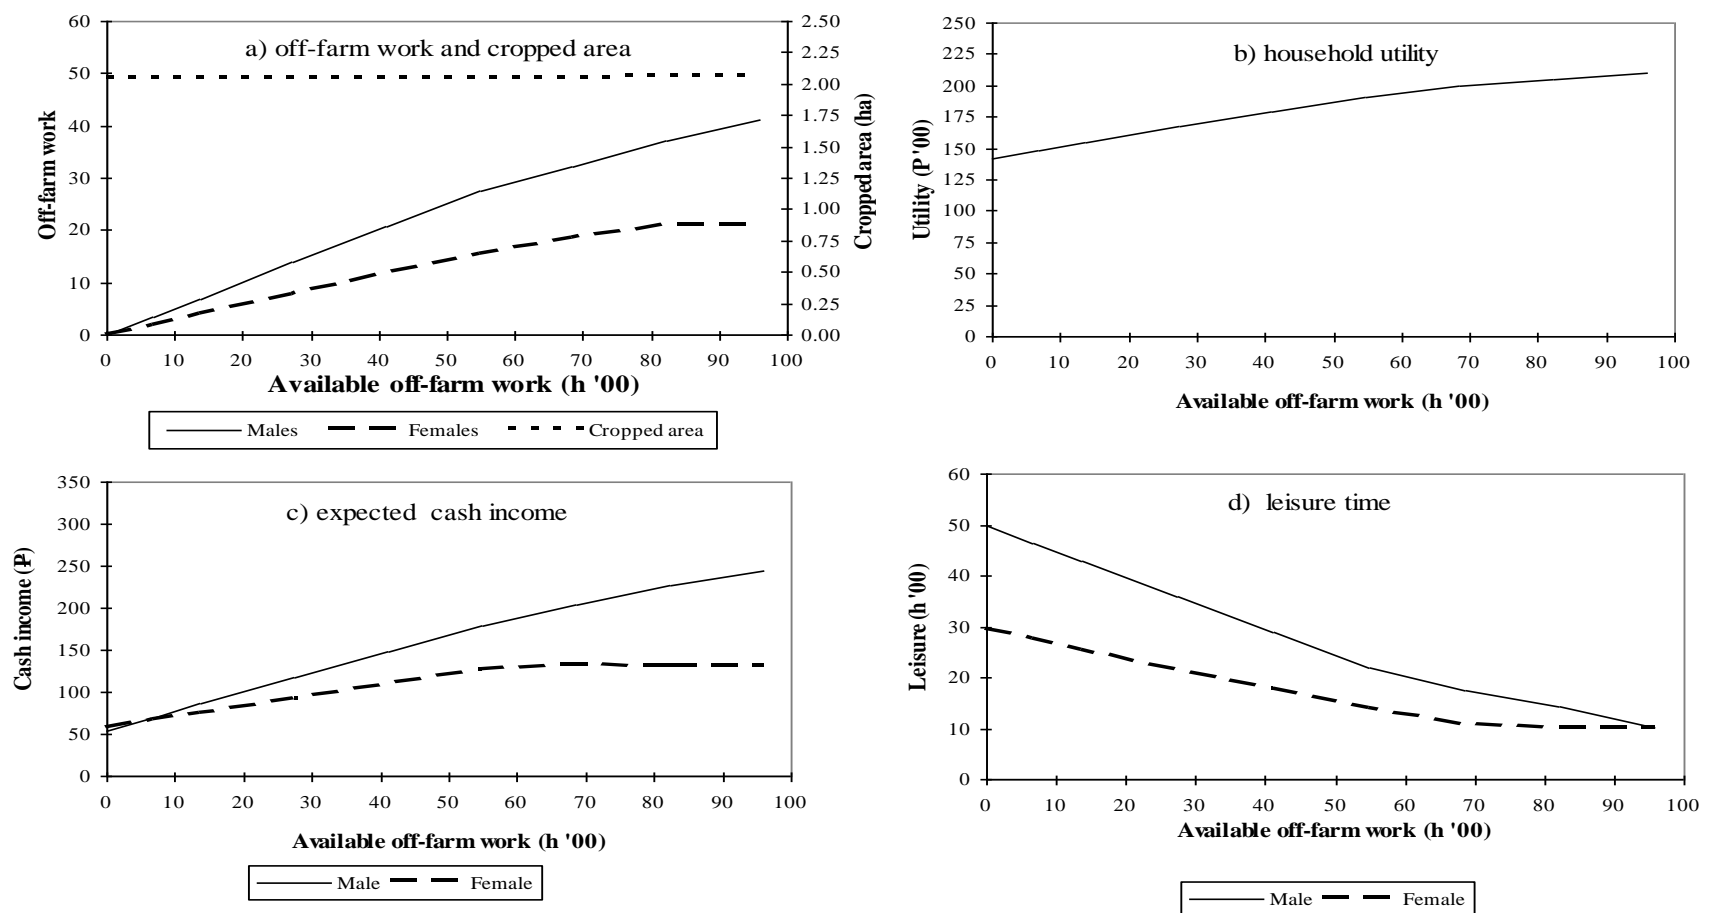 a) off-farm work and cropped area
60
50
40
30
20
10
0
Off-farm work
2.50
2.25
2.00
1.75
1.50
1.25
1.00
0.75
0.50
0.25
0.00
Cropped area (ha)
0 10 20 30 40 50 60 70 80 90 100
Available off-farm work (h '00)
Males Females Cropped area
b) household utility
250
225
200
175
150
125
100
75
50
25
0
Utility (P '00)
0 10 20 30 40 50 60 70 80 90 100
Available off-farm work (h '00)
c) expected cash income
350
300
250
200
150
100
50
0
Cash income (₱)
0 10 20 30 40 50 60 70 80 90 100
Available off-farm work (h '00)
Male Female
d) leisure time
60
50
40
30
20
10
0
Leisure (h '00)
0 10 20 30 40 50 60 70 80 90 100
Available off-farm work (h '00)
Male Female